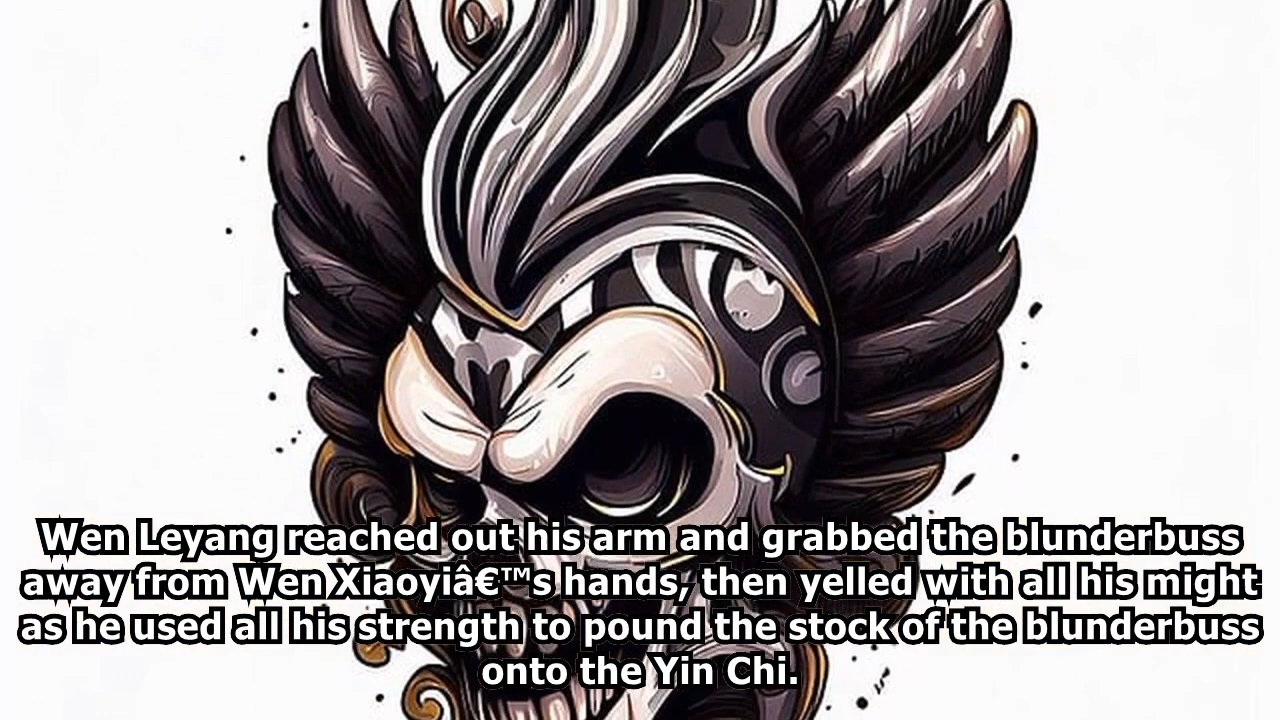 Wen Leyang reached out his arm and grabbed the blunderbuss
away from Wen Xiaoyiâ€™s hands, then yelled with all his might
as he used all his strength to pound the stock of the blunderbuss
onto the Yin Chi.